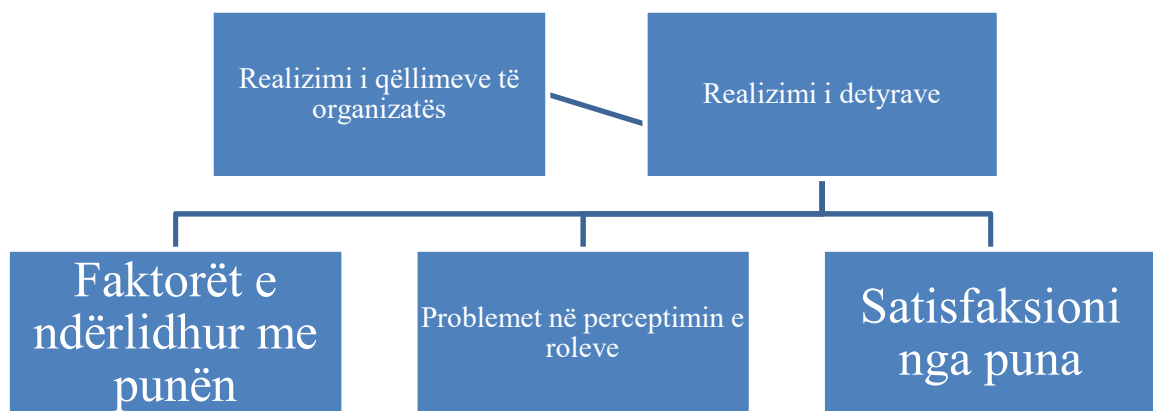 Realizimi i qëllimeve të
organizatës
Realizimi i detyrave
Faktorët e
ndërlidhur me
punën
Problemet në perceptimin e
roleve
Satisfaksioni
nga puna